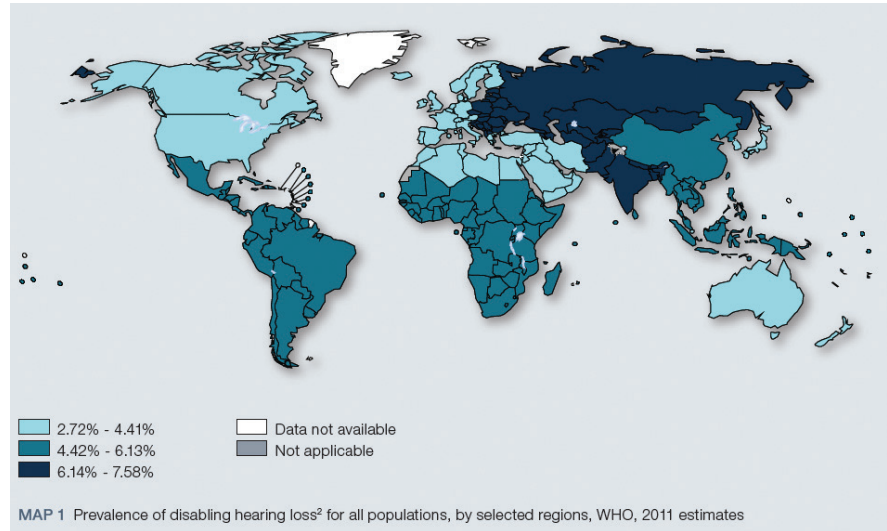 2.72% - 4.41%
4.42% - 6.13%
6.14% - 7.58%
Data not available
Not applicable
MAP 1 Prevalence of disabling hearing loss² for all populations, by selected regions, WHO, 2011 estimates